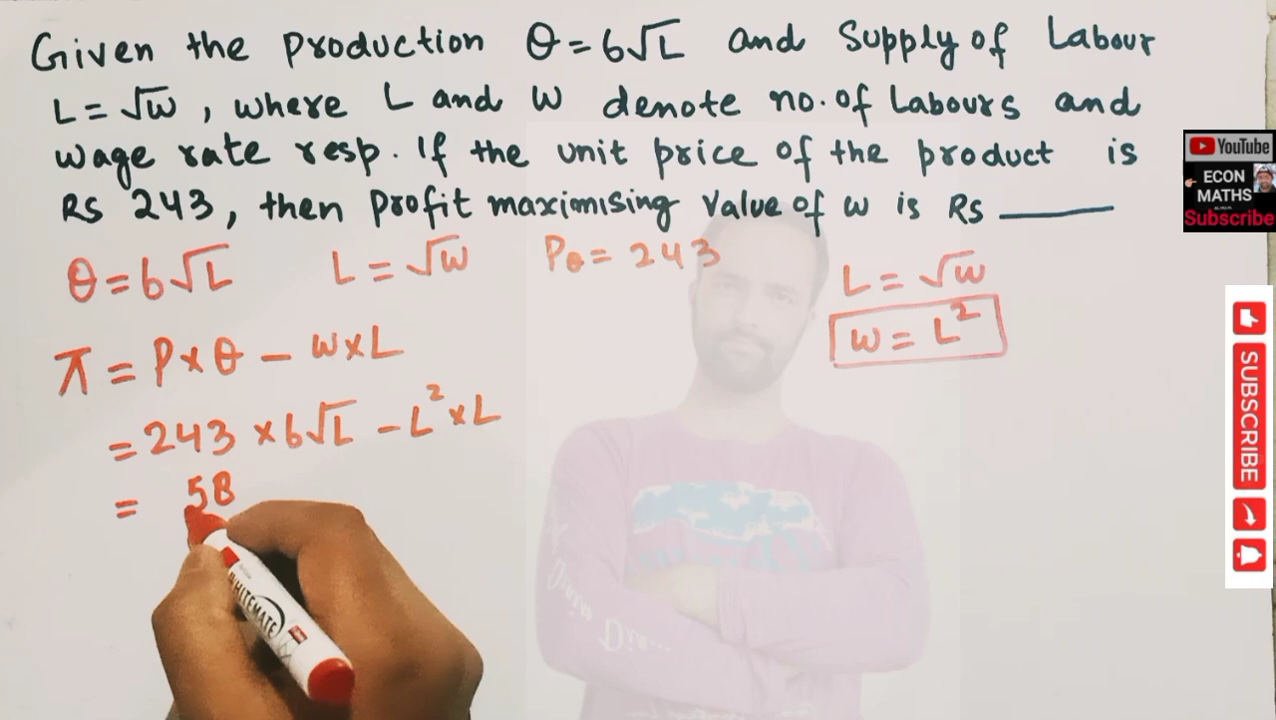 Given the production θ = 6√L and Supply of Labour
L = √w , where L and w denote no. of Labours and
wage rate resp. If the unit price of the product is
Rs 243, then Profit maximising Value of w is Rs ______
θ = 6√L L = √w Pθ = 243
L = √w
w = L²
π = P × θ - w × L
= 243 × 6√L - L² × L
= 58
YouTube
ECON
MATHS
Subscribe
SUBSCRIBE
WHITEMATE